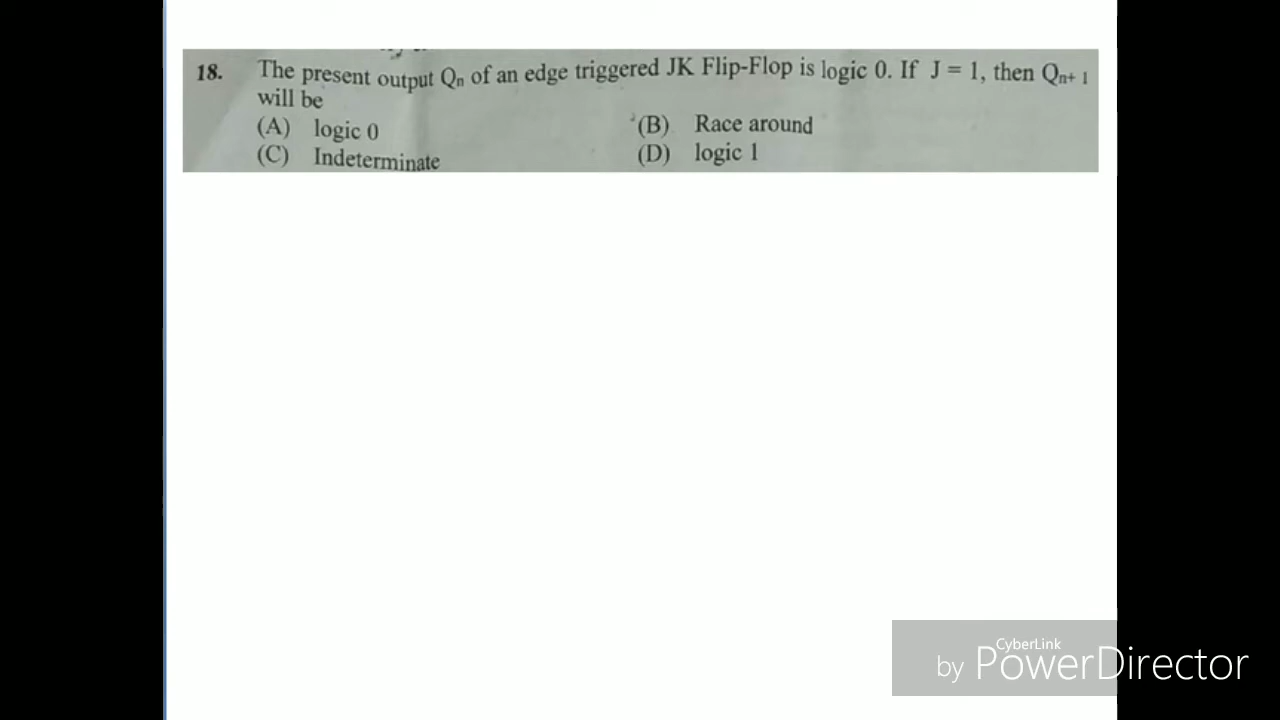 18. The present output Qn of an edge triggered JK Flip-Flop is logic 0. If J = 1, then Qn+1
will be
(A) logic 0 (B) Race around
(C) Indeterminate (D) logic 1
CyberLink
by PowerDirector